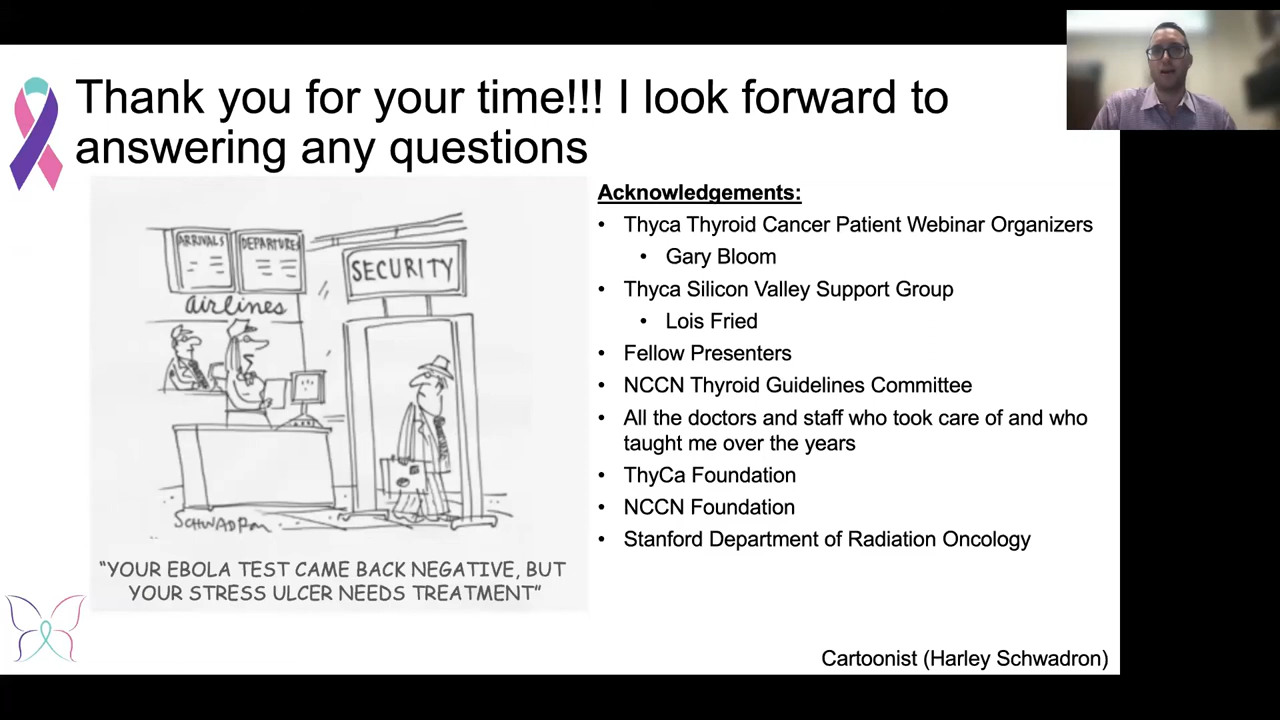 Thank you for your time!!! I look forward to
answering any questions
ARRIVALS
DEPARTURES
airlines
SECURITY
SCHWADRON
"YOUR EBOLA TEST CAME BACK NEGATIVE, BUT
YOUR STRESS ULCER NEEDS TREATMENT"
Acknowledgements:
• Thyca Thyroid Cancer Patient Webinar Organizers
• Gary Bloom
• Thyca Silicon Valley Support Group
• Lois Fried
• Fellow Presenters
• NCCN Thyroid Guidelines Committee
• All the doctors and staff who took care of and who
taught me over the years
• ThyCa Foundation
• NCCN Foundation
• Stanford Department of Radiation Oncology
Cartoonist (Harley Schwadron)